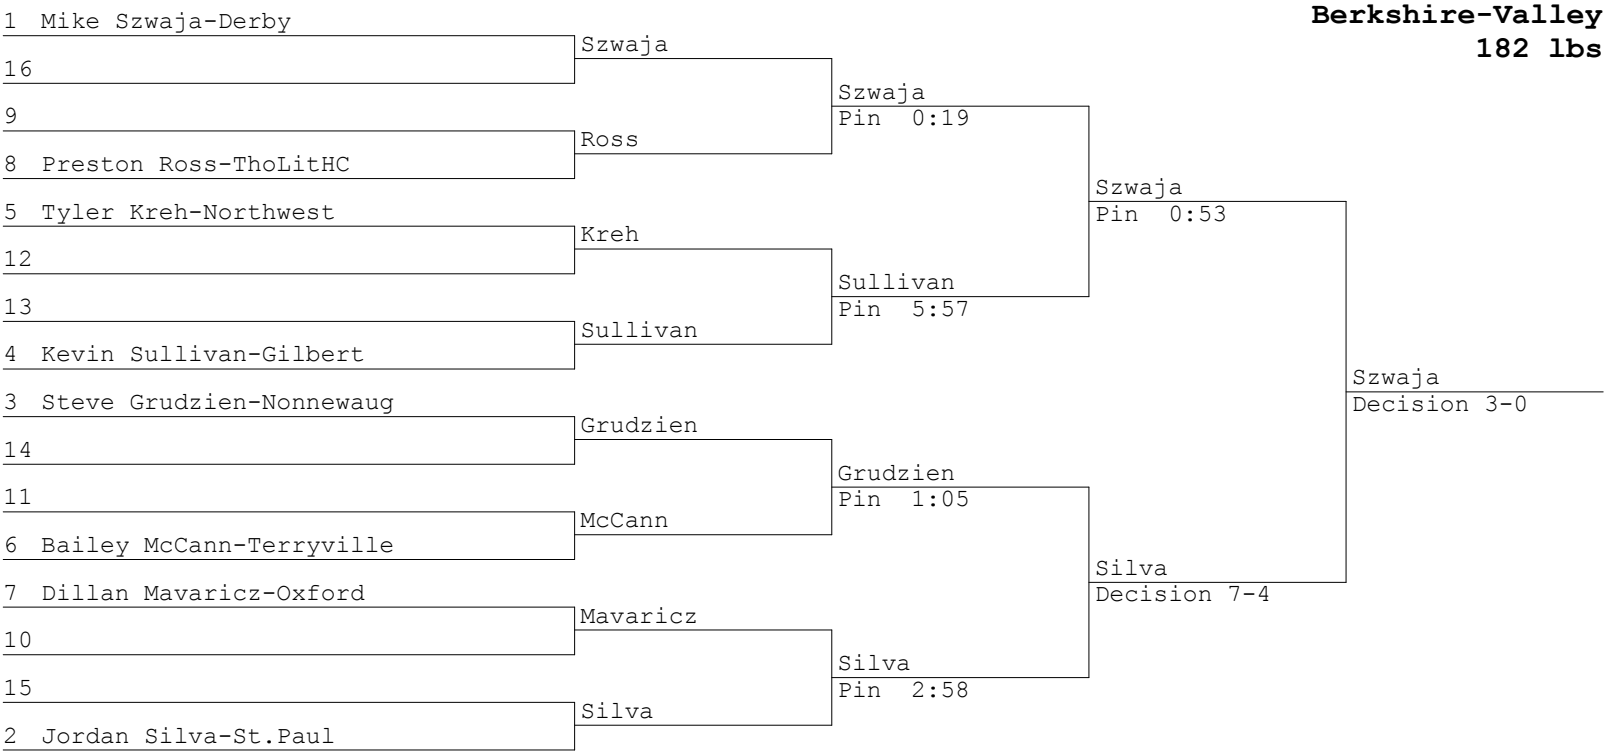 Berkshire-Valley
182 lbs
1 Mike Szwaja-Derby
16
9
8 Preston Ross-ThoLitHC
5 Tyler Kreh-Northwest
12
13
4 Kevin Sullivan-Gilbert
3 Steve Grudzien-Nonnewaug
14
11
6 Bailey McCann-Terryville
7 Dillan Mavaricz-Oxford
10
15
2 Jordan Silva-St.Paul
Szwaja
Ross
Kreh
Sullivan
Grudzien
McCann
Mavaricz
Silva
Szwaja
Pin 0:19
Sullivan
Pin 5:57
Grudzien
Pin 1:05
Silva
Pin 2:58
Szwaja
Pin 0:53
Silva
Decision 7-4
Szwaja
Decision 3-0